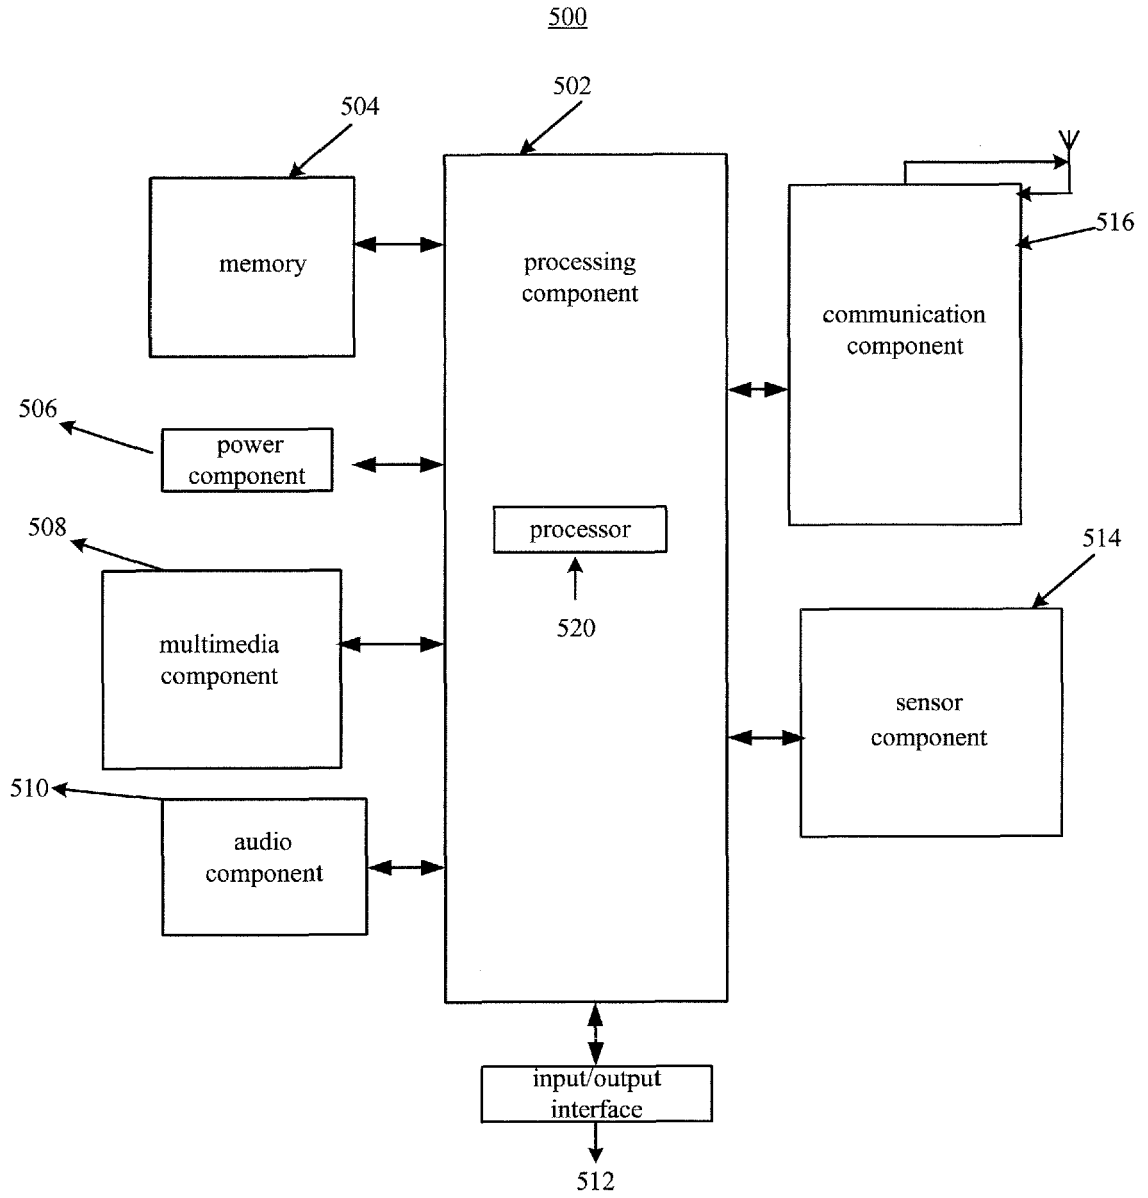 500
502
504
memory
processing
component
516
communication
component
506
power
component
508
processor
520
514
multimedia
component
sensor
component
510
audio
component
input/output
interface
512